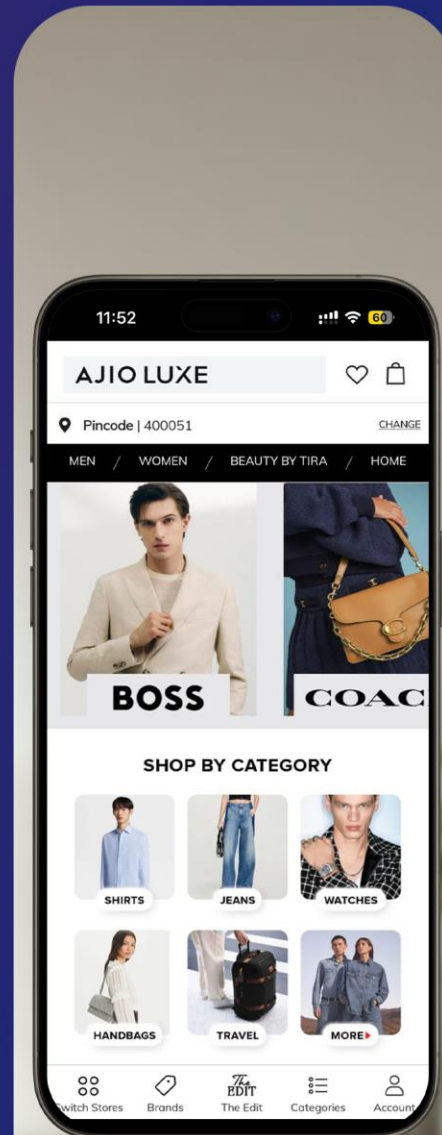 11:52
60
AJIO LUXE
Pincode | 400051 CHANGE
MEN / WOMEN / BEAUTY BY TIRA / HOME
BOSS COAC
SHOP BY CATEGORY
SHIRTS JEANS WATCHES
HANDBAGS TRAVEL MORE
witch Stores Brands The EDIT The Edit Categories Account